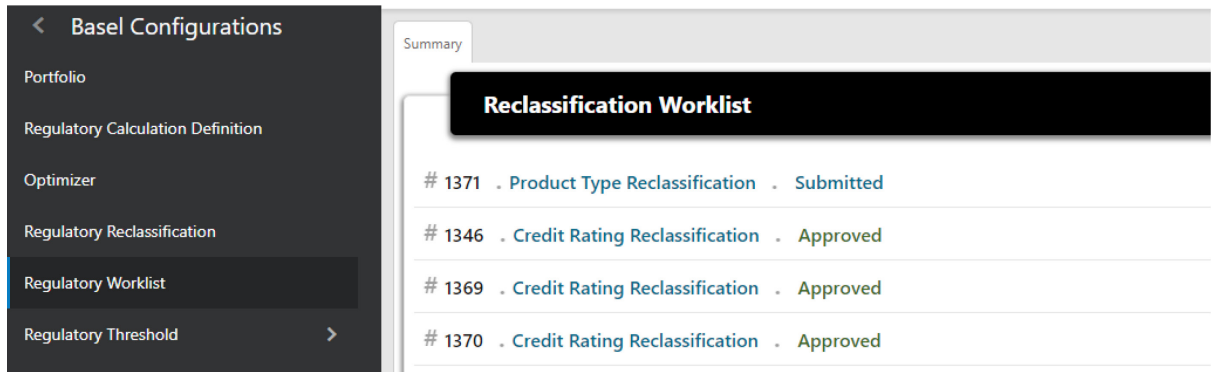 < Basel Configurations
Portfolio
Regulatory Calculation Definition
Optimizer
Regulatory Reclassification
Regulatory Worklist
Regulatory Threshold >
Summary
Reclassification Worklist
# 1371 . Product Type Reclassification . Submitted
# 1346 . Credit Rating Reclassification . Approved
# 1369 . Credit Rating Reclassification . Approved
# 1370 . Credit Rating Reclassification . Approved